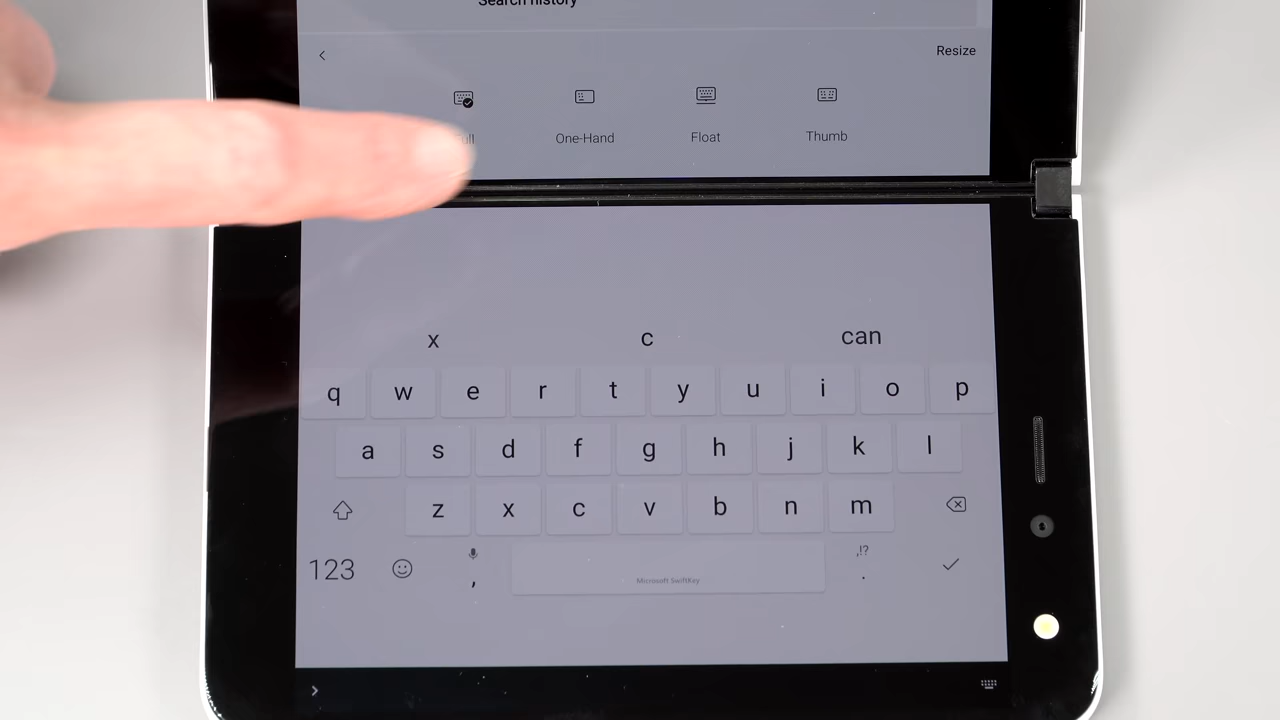 Search history
Resize
One-Hand Float Thumb
x c can
q w e r t y u i o p
a s d f g h j k l
z x c v b n m
,!?
123 , .
Microsoft SwiftKey